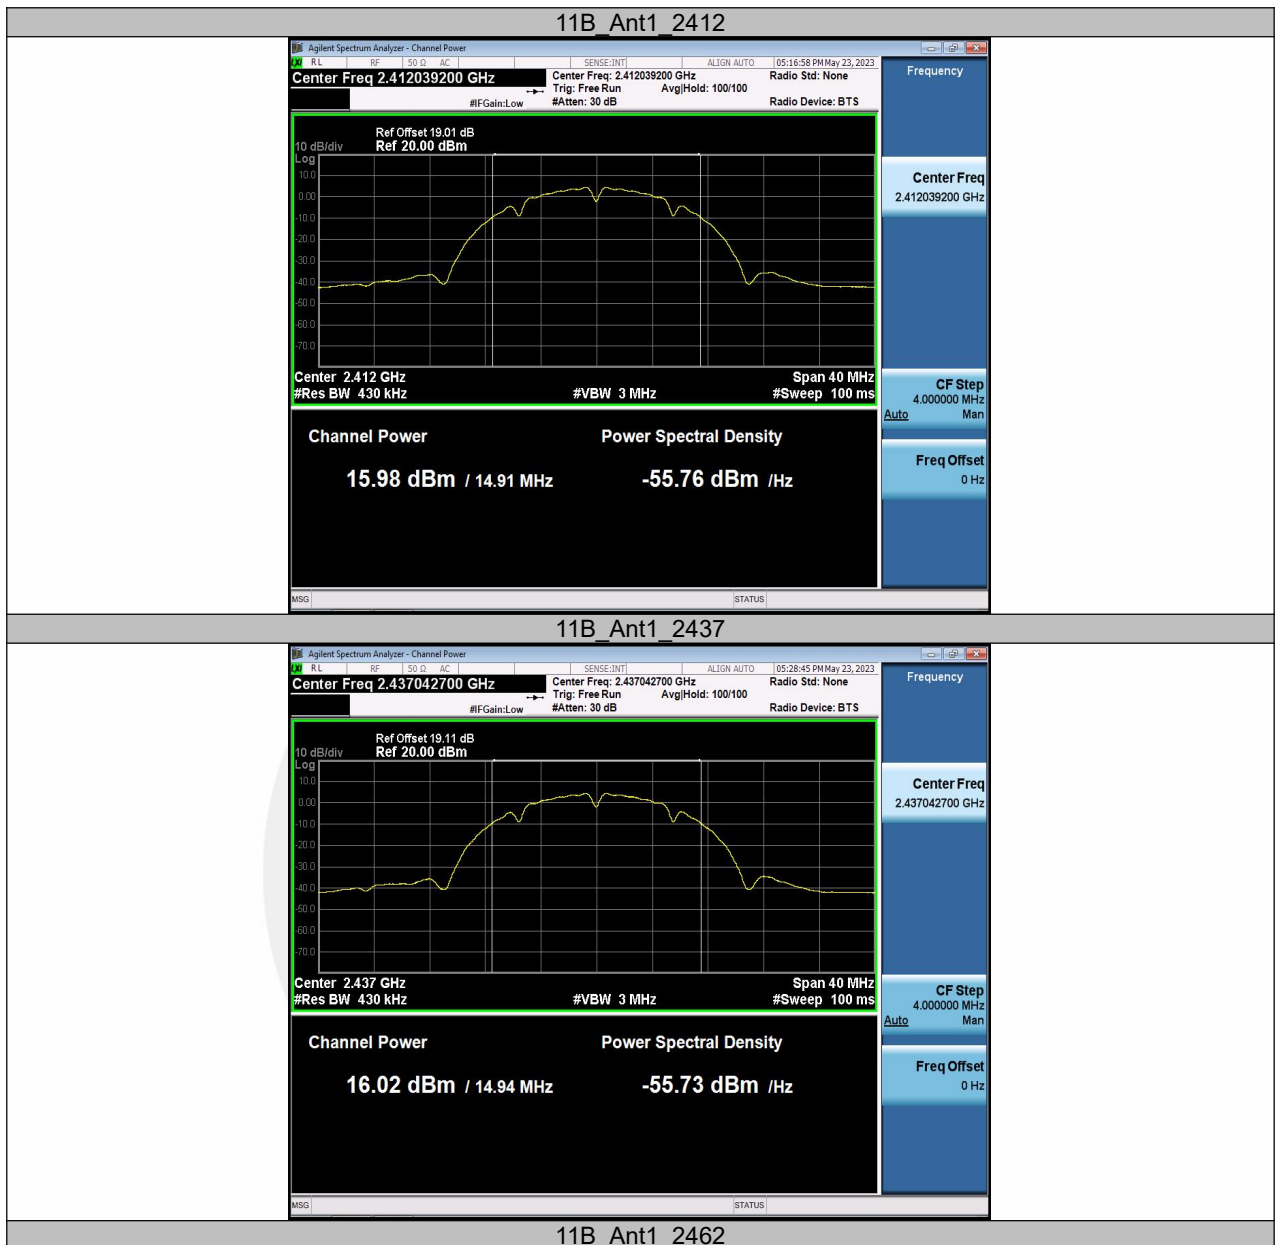 11B_Ant1_2412
Agilent Spectrum Analyzer - Channel Power
LXI RL RF 50 Ω AC SENSE:INT ALIGN AUTO 05:16:58 PM May 23, 2023
Center Freq 2.412039200 GHz Center Freq: 2.412039200 GHz Radio Std: None Frequency
Trig: Free Run Avg|Hold: 100/100
#IFGain:Low #Atten: 30 dB Radio Device: BTS
Ref Offset 19.01 dB
10 dB/div Ref 20.00 dBm
Log
10.0
0.00
-10.0
-20.0
-30.0
-40.0
-50.0
-60.0
-70.0
Center Freq
2.412039200 GHz
Center 2.412 GHz Span 40 MHz
#Res BW 430 kHz #VBW 3 MHz #Sweep 100 ms
CF Step
4.000000 MHz
Auto Man
Channel Power Power Spectral Density
15.98 dBm / 14.91 MHz -55.76 dBm /Hz
Freq Offset
0 Hz
MSG STATUS
11B_Ant1_2437
Agilent Spectrum Analyzer - Channel Power
LXI RL RF 50 Ω AC SENSE:INT ALIGN AUTO 05:28:45 PM May 23, 2023
Center Freq 2.437042700 GHz Center Freq: 2.437042700 GHz Radio Std: None Frequency
Trig: Free Run Avg|Hold: 100/100
#IFGain:Low #Atten: 30 dB Radio Device: BTS
Ref Offset 19.11 dB
10 dB/div Ref 20.00 dBm
Log
10.0
0.00
-10.0
-20.0
-30.0
-40.0
-50.0
-60.0
-70.0
Center Freq
2.437042700 GHz
Center 2.437 GHz Span 40 MHz
#Res BW 430 kHz #VBW 3 MHz #Sweep 100 ms
CF Step
4.000000 MHz
Auto Man
Channel Power Power Spectral Density
16.02 dBm / 14.94 MHz -55.73 dBm /Hz
Freq Offset
0 Hz
MSG STATUS
11B_Ant1_2462